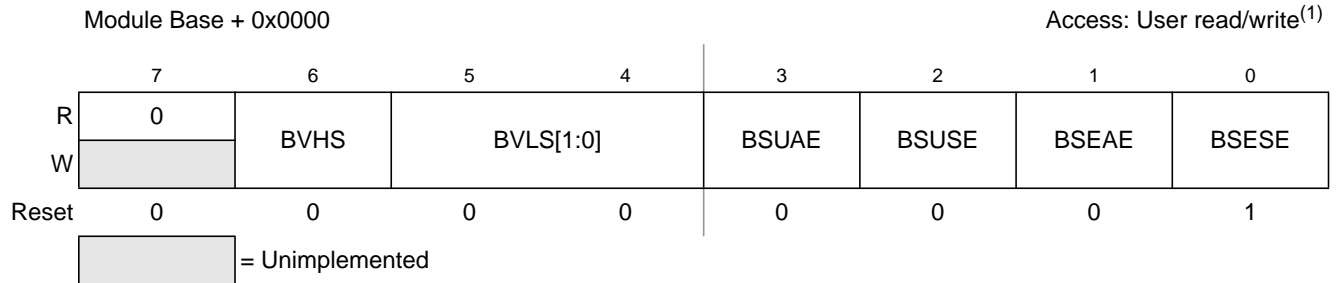 Module Base + 0x0000 Access: User read/write(1)
7 6 5 4 3 2 1 0
R 0 BVHS BVLS[1:0] BSUAE BSUSE BSEAE BSESE
W
Reset 0 0 0 0 0 0 0 1
= Unimplemented